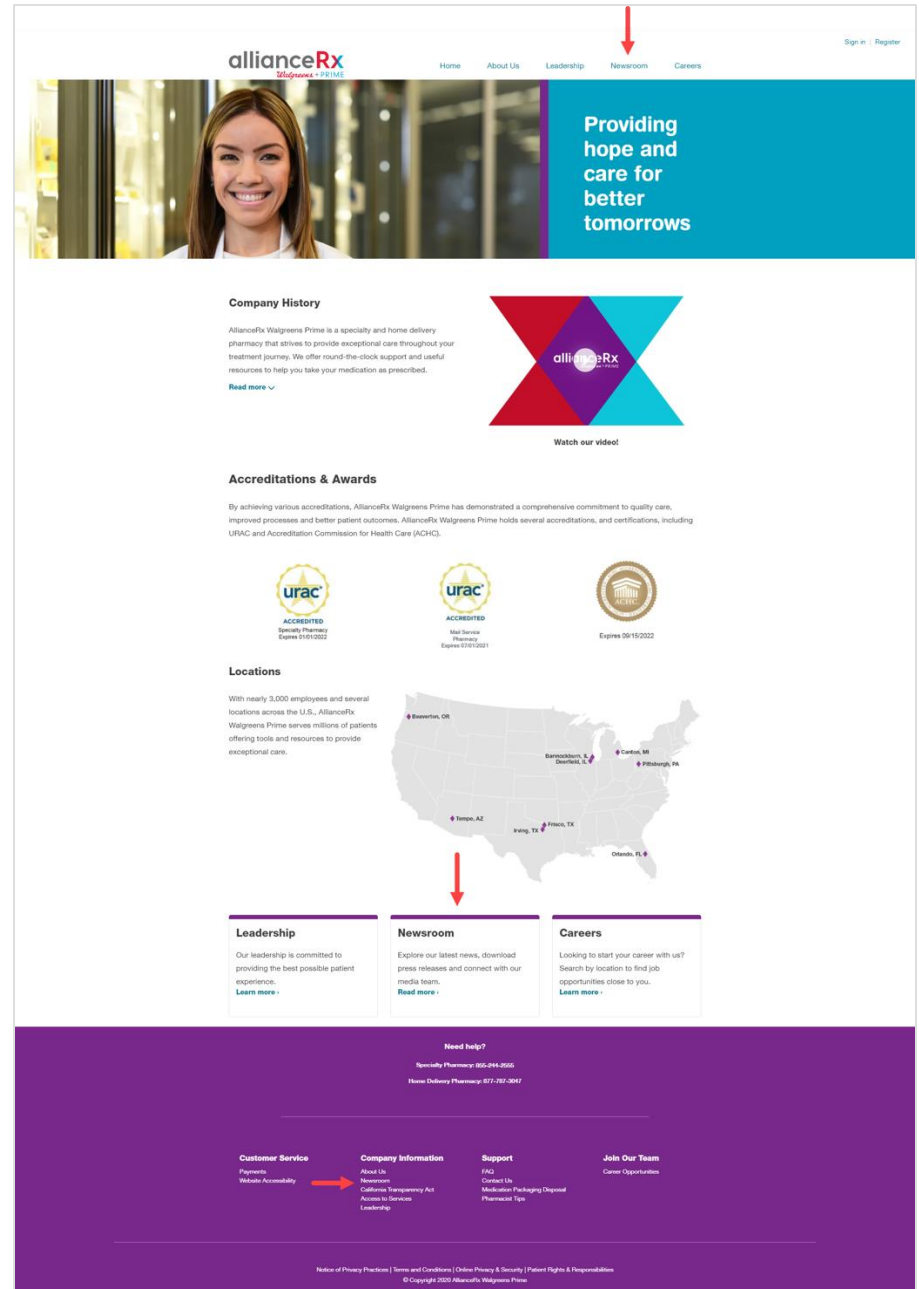 Sign in | Register
allianceRx
Walgreens + PRIME
Home About Us Leadership Newsroom Careers
Providing
hope and
care for
better
tomorrows
Company History
AllianceRx Walgreens Prime is a specialty and home delivery
pharmacy that strives to provide exceptional care throughout your
treatment journey. We offer round-the-clock support and useful
resources to help you take your medication as prescribed.
Read more
allianceRx
Watch our video!
Accreditations & Awards
By achieving various accreditations, AllianceRx Walgreens Prime has demonstrated a comprehensive commitment to quality care,
improved processes and better patient outcomes. AllianceRx Walgreens Prime holds several accreditations, and certifications, including
URAC and Accreditation Commission for Health Care (ACHC).
urac
ACCREDITED
Specialty Pharmacy
Expires 01/01/2022
urac
ACCREDITED
Mail Service
Pharmacy
Expires 07/01/2021
ACHC
Expires 09/15/2022
Locations
With nearly 3,000 employees and several
locations across the U.S., AllianceRx
Walgreens Prime serves millions of patients
offering tools and resources to provide
exceptional care.
Beaverton, OR
Bannockburn, IL
Deerfield, IL
Canton, MI
Pittsburgh, PA
Tempe, AZ
Frisco, TX
Irving, TX
Orlando, FL
Leadership
Our leadership is committed to
providing the best possible patient
experience.
Learn more ›
Newsroom
Explore our latest news, download
press releases and connect with our
media team.
Read more ›
Careers
Looking to start your career with us?
Search by location to find job
opportunities close to you.
Learn more ›
Need help?
Specialty Pharmacy: 855-244-2555
Home Delivery Pharmacy: 877-787-3047
Customer Service
Payments
Website Accessibility
Company Information
About Us
Newsroom
California Transparency Act
Access to Services
Leadership
Support
FAQ
Contact Us
Medication Packaging Disposal
Pharmacist Tips
Join Our Team
Career Opportunities
Notice of Privacy Practices | Terms and Conditions | Online Privacy & Security | Patient Rights & Responsibilities
© Copyright 2020 AllianceRx Walgreens Prime